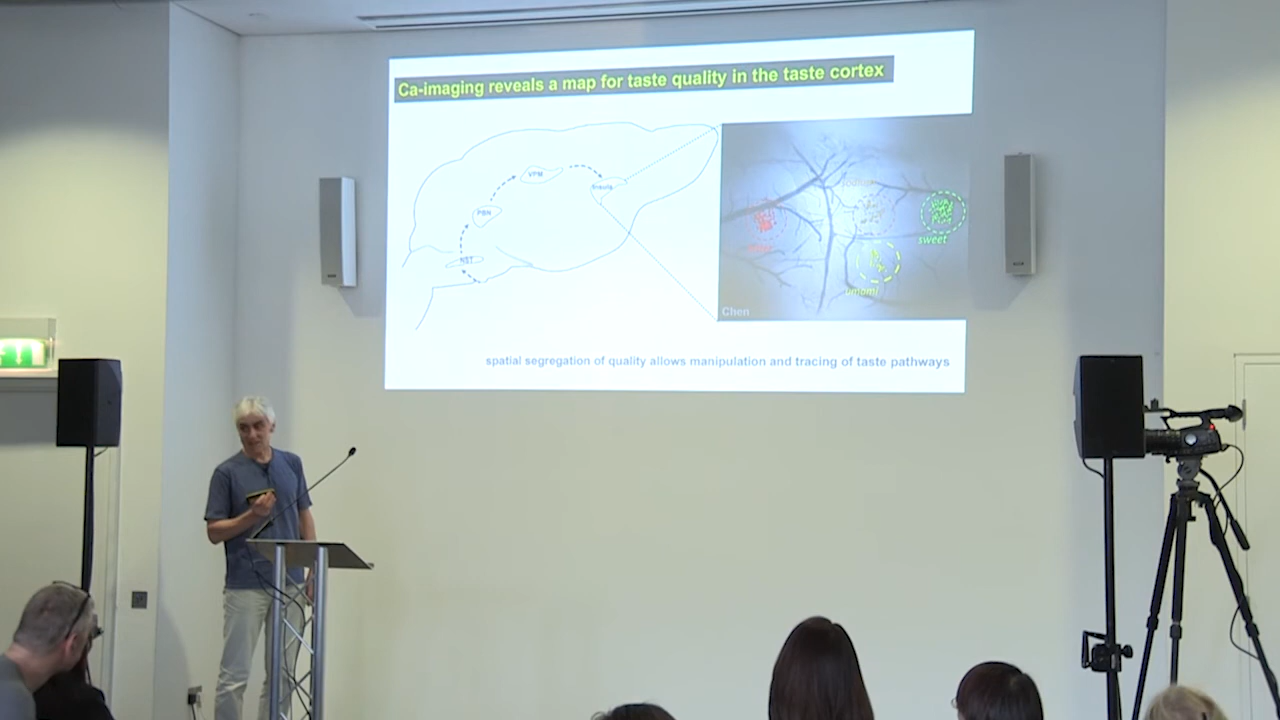 Ca-imaging reveals a map for taste quality in the taste cortex
VPM
Insula
PBN
NST
sodium
sweet
umami
Chen
spatial segregation of quality allows manipulation and tracing of taste pathways